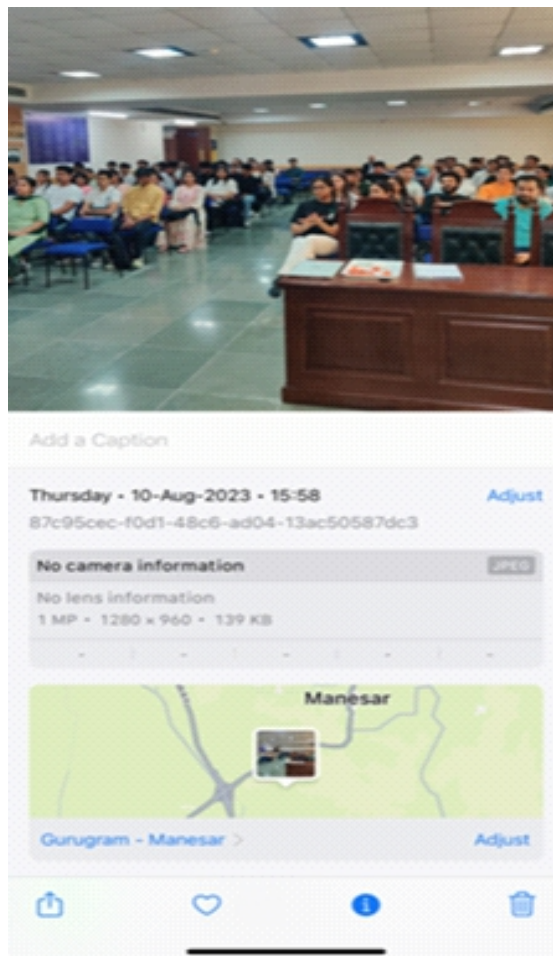 Add a Caption
Thursday • 10-Aug-2023 • 15:58
Adjust
87c95cec-f0d1-48c6-ad04-13ac50587dc3
No camera information
JPEG
No lens information
1 MP • 1280 × 960 • 139 KB
Manesar
Gurugram - Manesar >
Adjust